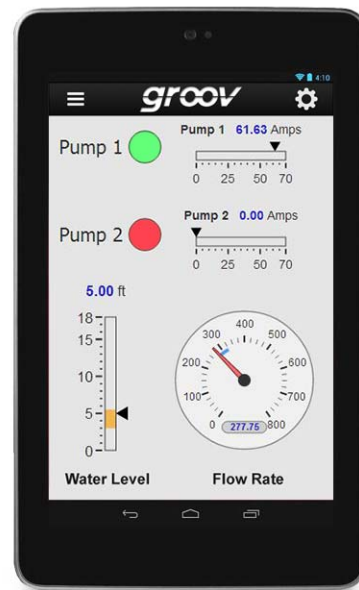 4:10
groov
Pump 1
Pump 1 61.63 Amps
0 25 50 70
Pump 2
Pump 2 0.00 Amps
0 25 50 70
5.00 ft
18
15
10
5
0
0 100 200 300 400 500 600 700 800
277.75
Water Level
Flow Rate